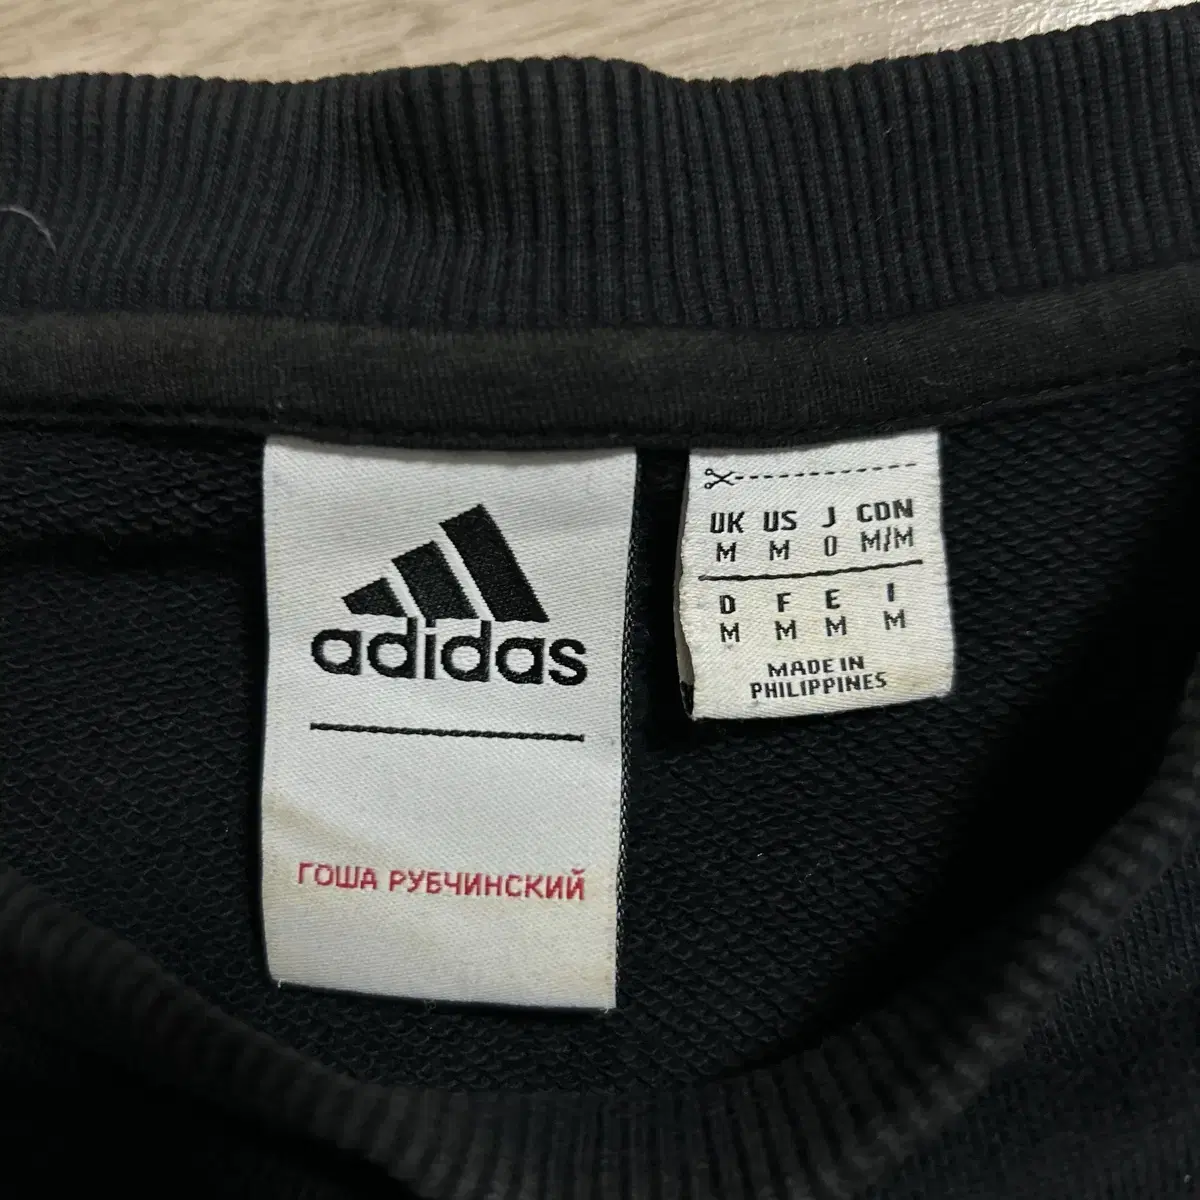 adidas
ГОША РУБЧИНСКИЙ
UK US J CDN
M M O M/M
D F E I
M M M M
MADE IN
PHILIPPINES